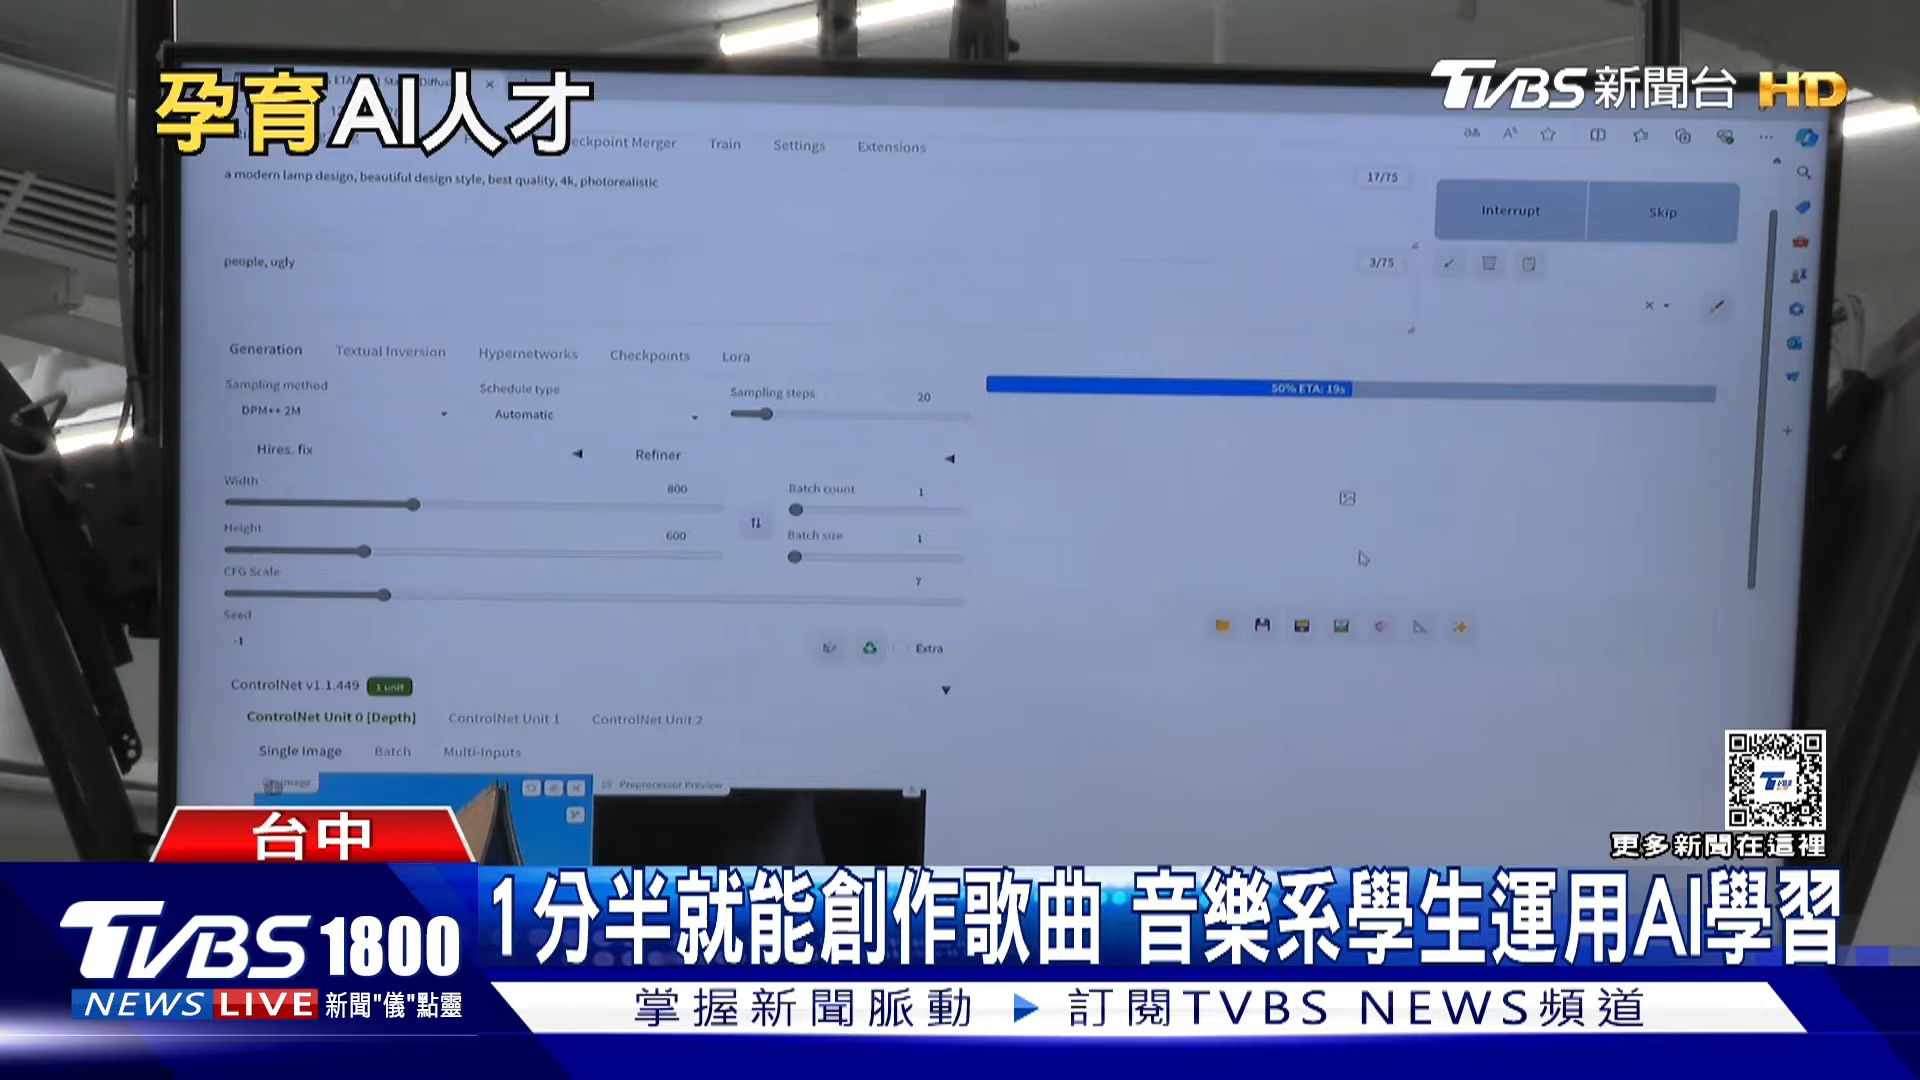 孕育AI人才
TVBS新聞台 HD
eckpoint Merger Train Settings Extensions
a modern lamp design, beautiful design style, best quality, 4k, photorealistic
17/75
Interrupt Skip
people, ugly
3/75
Generation Textual Inversion Hypernetworks Checkpoints Lora
Sampling method Schedule type Sampling steps 20
DPM++ 2M Automatic
50% ETA: 19s
Hires. fix Refiner
Width 800 Batch count 1
Height 600 Batch size 1
CFG Scale 7
Seed
-1
Extra
ControlNet v1.1.449 1 unit
ControlNet Unit 0 [Depth] ControlNet Unit 1 ControlNet Unit 2
Single Image Batch Multi-Inputs
Image Preprocessor Preview
更多新聞在這裡
台中
1分半就能創作歌曲 音樂系學生運用AI學習
TVBS 1800
NEWS LIVE 新聞"儀"點靈
掌握新聞脈動 訂閱TVBS NEWS頻道